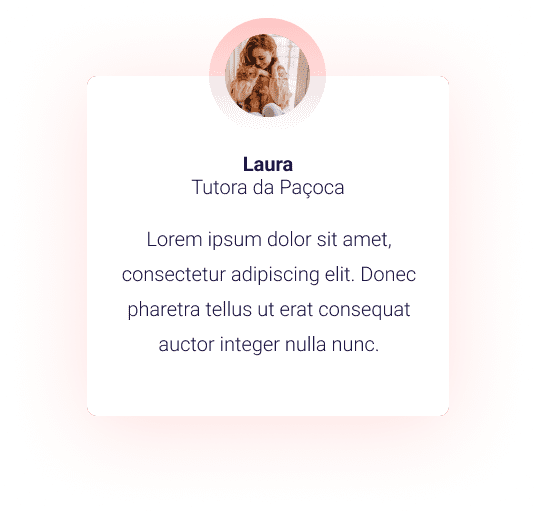 Laura
Tutora da Paçoca
Lorem ipsum dolor sit amet,
consectetur adipiscing elit. Donec
pharetra tellus ut erat consequat
auctor integer nulla nunc.